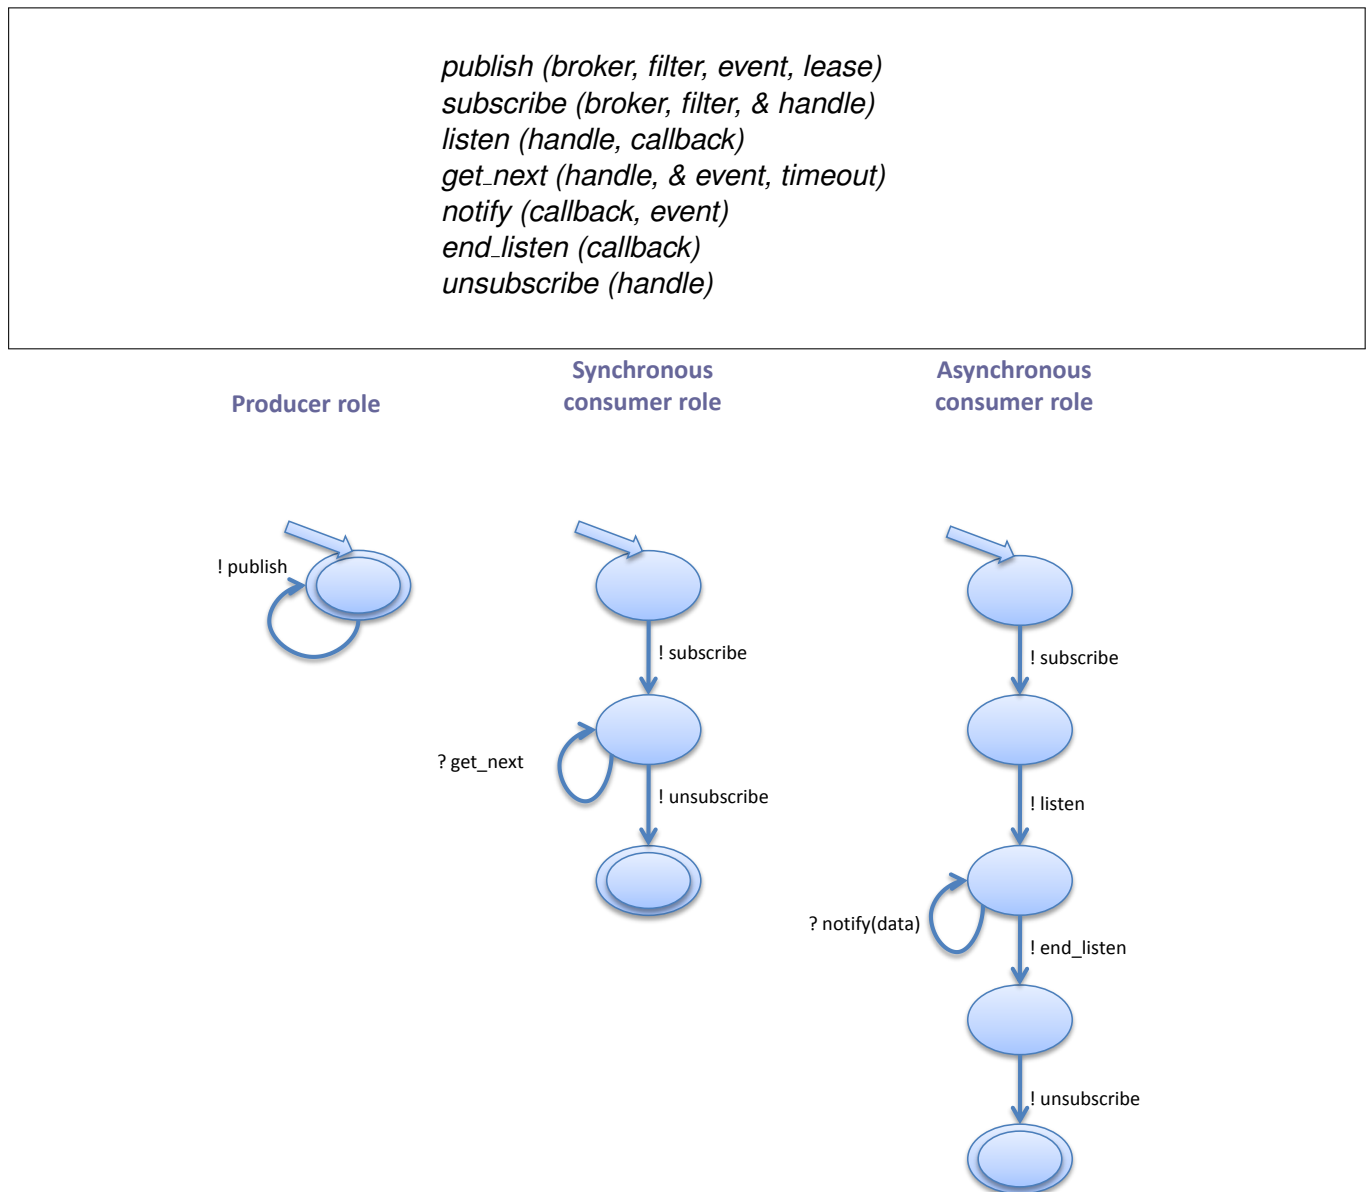 publish (broker, filter, event, lease)
subscribe (broker, filter, & handle)
listen (handle, callback)
get_next (handle, & event, timeout)
notify (callback, event)
end_listen (callback)
unsubscribe (handle)
Producer role
! publish
Synchronous
consumer role
! subscribe
? get_next
! unsubscribe
Asynchronous
consumer role
! subscribe
! listen
? notify(data)
! end_listen
! unsubscribe